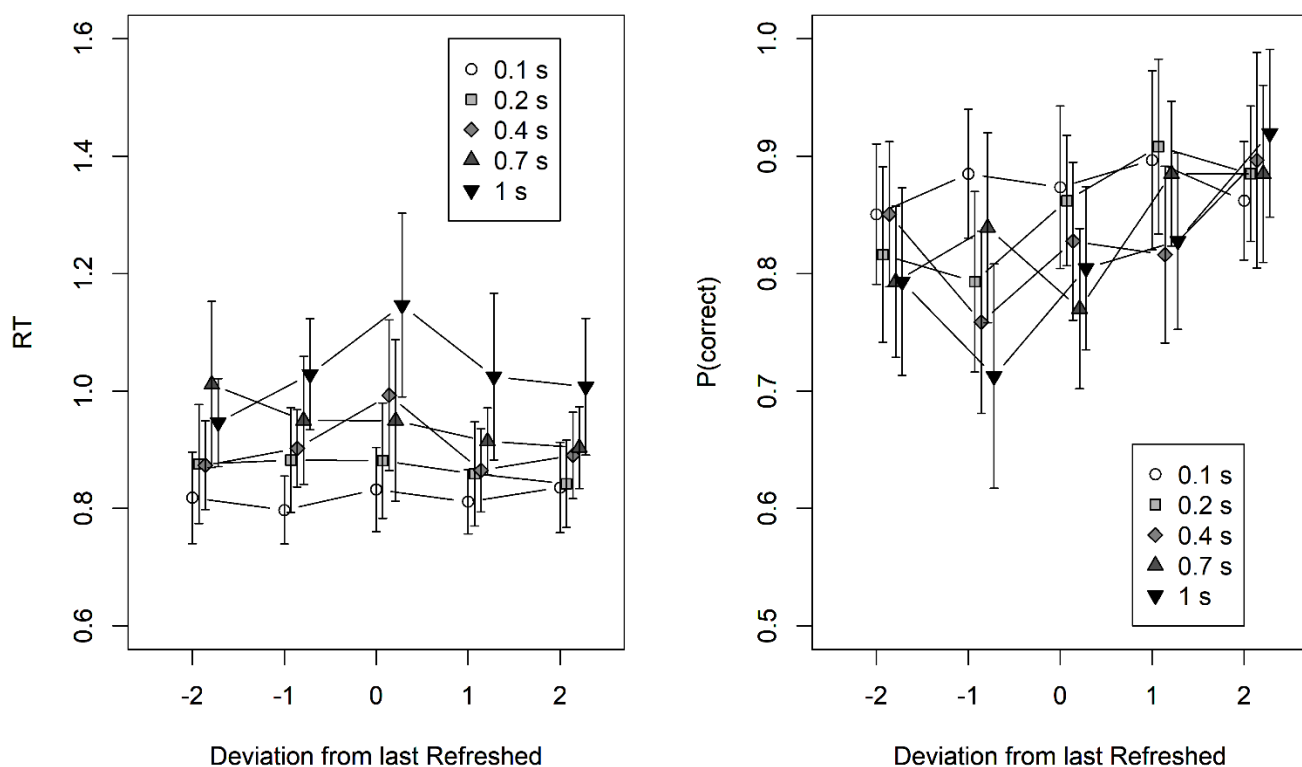 RT
1.6
1.4
1.2
1.0
0.8
0.6
0.1 s
0.2 s
0.4 s
0.7 s
1 s
-2 -1 0 1 2
Deviation from last Refreshed
P(correct)
1.0
0.9
0.8
0.7
0.6
0.5
0.1 s
0.2 s
0.4 s
0.7 s
1 s
-2 -1 0 1 2
Deviation from last Refreshed